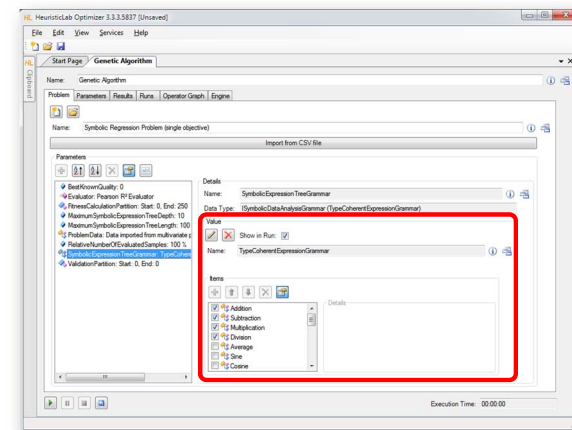 HeuristicLab Optimizer 3.3.3.5837 [Unsaved]
File Edit View Services Help
Start Page Genetic Algorithm
Clipboard
Name: Genetic Algorithm
Problem Parameters Results Runs Operator Graph Engine
Name: Symbolic Regression Problem (single objective)
Import from CSV file
Parameters
BestKnownQuality: 0
Evaluator: Pearson R² Evaluator
FitnessCalculationPartition: Start: 0, End: 250
MaximumSymbolicExpressionTreeDepth: 10
MaximumSymbolicExpressionTreeLength: 100
ProblemData: Data imported from multivariate p
RelativeNumberOfEvaluatedSamples: 100 %
SymbolicExpressionTreeGrammar: TypeCohere
ValidationPartition: Start: 0, End: 0
Details
Name: SymbolicExpressionTreeGrammar
Data Type: ISymbolicDataAnalysisGrammar (TypeCoherentExpressionGrammar)
Value
Show in Run:
Name: TypeCoherentExpressionGrammar
Items
Addition
Subtraction
Multiplication
Division
Average
Sine
Cosine
Details
Execution Time: 00:00:00